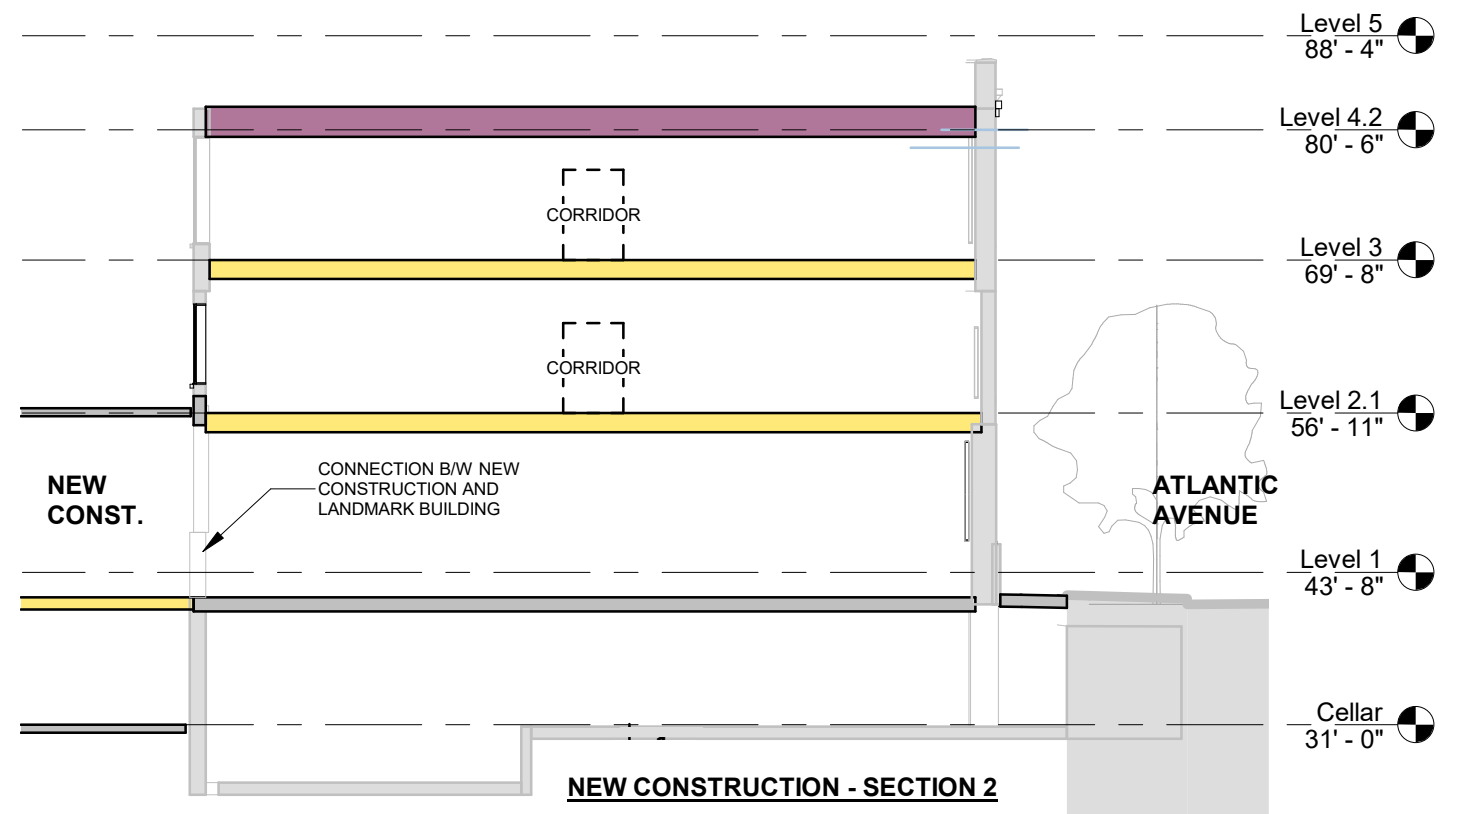 Level 5
88' - 4"
Level 4.2
80' - 6"
CORRIDOR
Level 3
69' - 8"
CORRIDOR
Level 2.1
56' - 11"
NEW
CONST.
CONNECTION B/W NEW
CONSTRUCTION AND
LANDMARK BUILDING
ATLANTIC
AVENUE
Level 1
43' - 8"
Cellar
31' - 0"
NEW CONSTRUCTION - SECTION 2